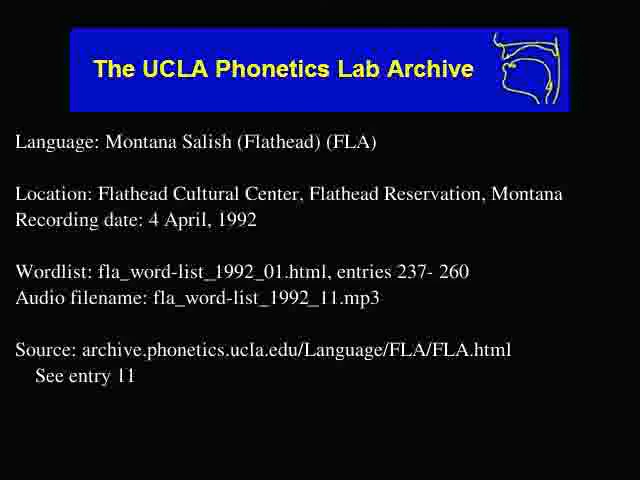 The UCLA Phonetics Lab Archive
Language: Montana Salish (Flathead) (FLA)
Location: Flathead Cultural Center, Flathead Reservation, Montana
Recording date: 4 April, 1992
Wordlist: fla_word-list_1992_01.html, entries 237- 260
Audio filename: fla_word-list_1992_11.mp3
Source: archive.phonetics.ucla.edu/Language/FLA/FLA.html
See entry 11